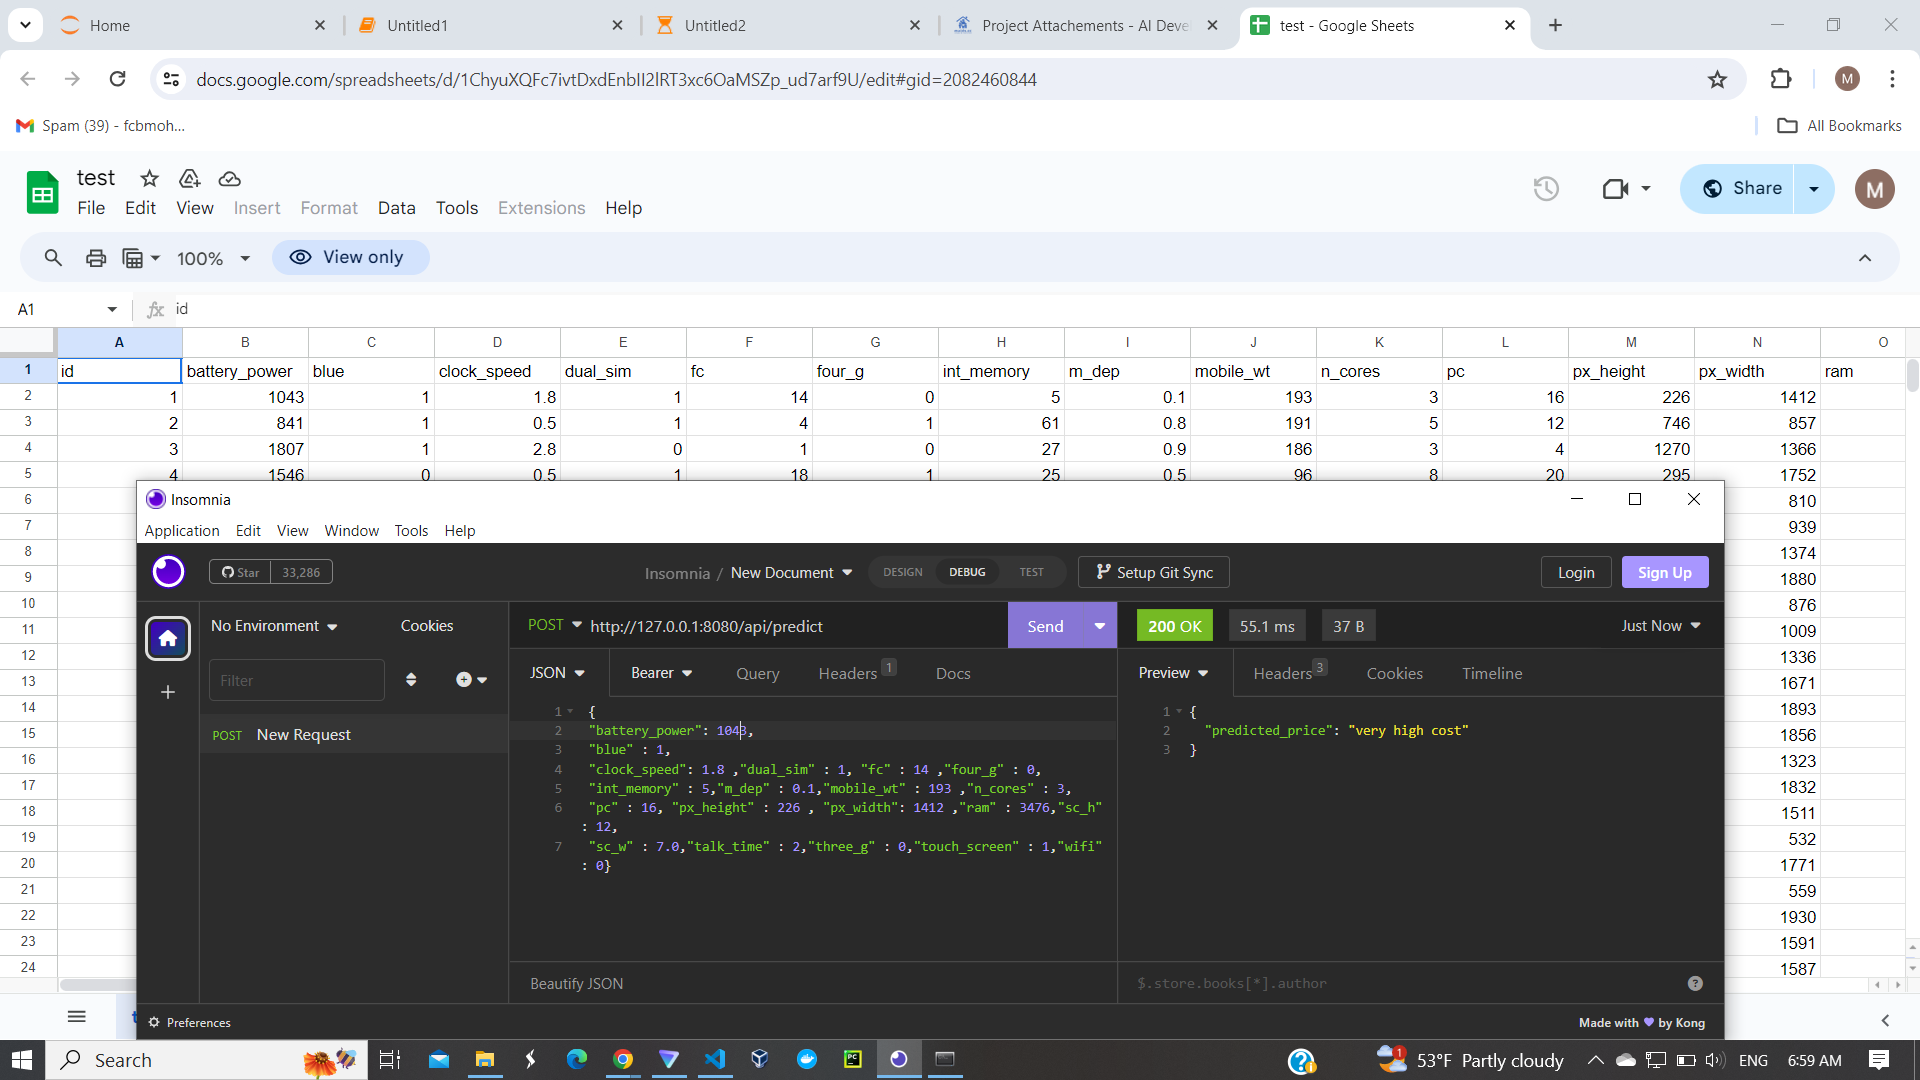 Home
Untitled1
Untitled2
Project Attachements - AI Deve
test - Google Sheets
docs.google.com/spreadsheets/d/1ChyuXQFc7ivtDxdEnbII2lRT3xc6OaMSZp_ud7arf9U/edit#gid=2082460844
M
Spam (39) - fcbmoh...
All Bookmarks
test
File Edit View Insert Format Data Tools Extensions Help
Share
M
100%
View only
A1
fx id
A B C D E F G H I J K L M N O
1 id battery_power blue clock_speed dual_sim fc four_g int_memory m_dep mobile_wt n_cores pc px_height px_width ram
2 1 1043 1 1.8 1 14 0 5 0.1 193 3 16 226 1412
3 2 841 1 0.5 1 4 1 61 0.8 191 5 12 746 857
4 3 1807 1 2.8 0 1 0 27 0.9 186 3 4 1270 1366
5 4 1546 0 0.5 1 18 1 25 0.5 96 8 20 295 1752
6 810
7 939
8 1374
9 1880
10 876
11 1009
12 1336
13 1671
14 1893
15 1856
16 1323
17 1832
18 1511
19 532
20 1771
21 559
22 1930
23 1591
24 1587
Insomnia
Application Edit View Window Tools Help
Star 33,286
Insomnia / New Document
DESIGN DEBUG TEST
Setup Git Sync
Login
Sign Up
No Environment
Cookies
POST http://127.0.0.1:8080/api/predict
Send
200 OK 55.1 ms 37 B
Just Now
Filter
JSON Bearer Query Headers 1 Docs
Preview Headers 3 Cookies Timeline
POST New Request
1 {
2 "battery_power": 1043,
3 "blue" : 1,
4 "clock_speed": 1.8 ,"dual_sim" : 1, "fc" : 14 ,"four_g" : 0,
5 "int_memory" : 5,"m_dep" : 0.1,"mobile_wt" : 193 ,"n_cores" : 3,
6 "pc" : 16, "px_height" : 226 , "px_width": 1412 ,"ram" : 3476,"sc_h"
: 12,
7 "sc_w" : 7.0,"talk_time" : 2,"three_g" : 0,"touch_screen" : 1,"wifi"
: 0}
1 {
2 "predicted_price": "very high cost"
3 }
Beautify JSON
$.store.books[*].author
Preferences
Made with by Kong
Search
PC
1
53°F Partly cloudy
ENG
6:59 AM